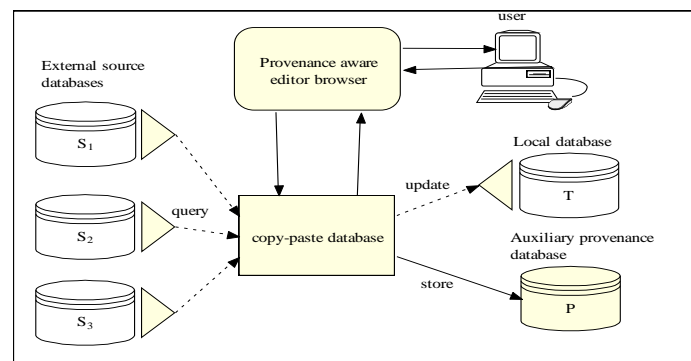 user
External source
databases
Provenance aware
editor browser
S1
Local database
T
update
query
S2
copy-paste database
Auxiliary provenance
database
store
P
S3